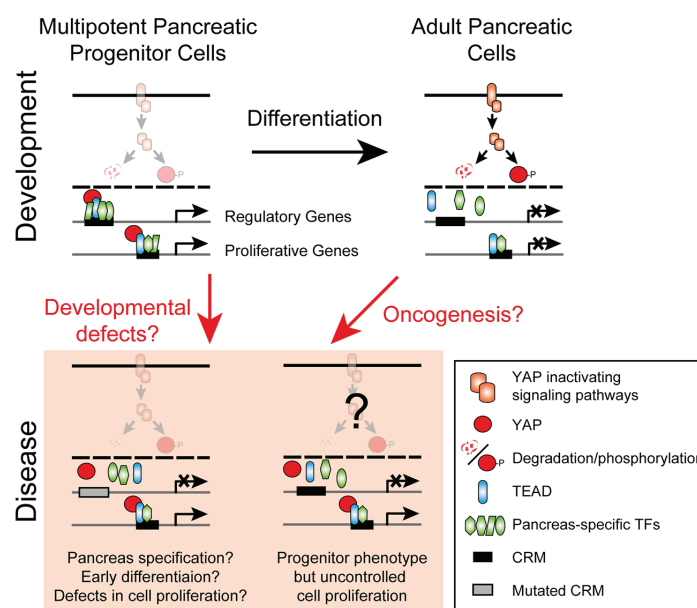 Multipotent Pancreatic
Progenitor Cells
Adult Pancreatic
Cells
Development
Differentiation
-P
-P
Regulatory Genes
Proliferative Genes
Developmental
defects?
Oncogenesis?
Disease
-P
?
-P
Pancreas specification?
Early differentiaion?
Defects in cell proliferation?
Progenitor phenotype
but uncontrolled
cell proliferation
YAP inactivating
signaling pathways
YAP
-P
Degradation/phosphorylation
TEAD
Pancreas-specific TFs
CRM
Mutated CRM